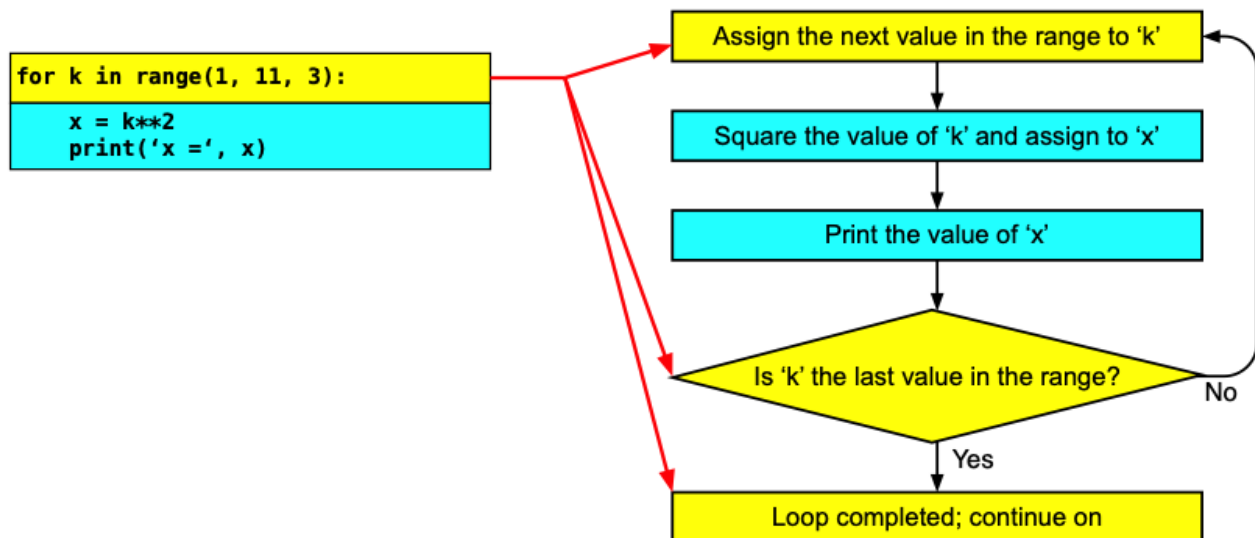 for k in range(1, 11, 3):
x = k**2
print(‘x =‘, x)
Assign the next value in the range to ‘k’
Square the value of ‘k’ and assign to ‘x’
Print the value of ‘x’
Is ‘k’ the last value in the range?
No
Yes
Loop completed; continue on